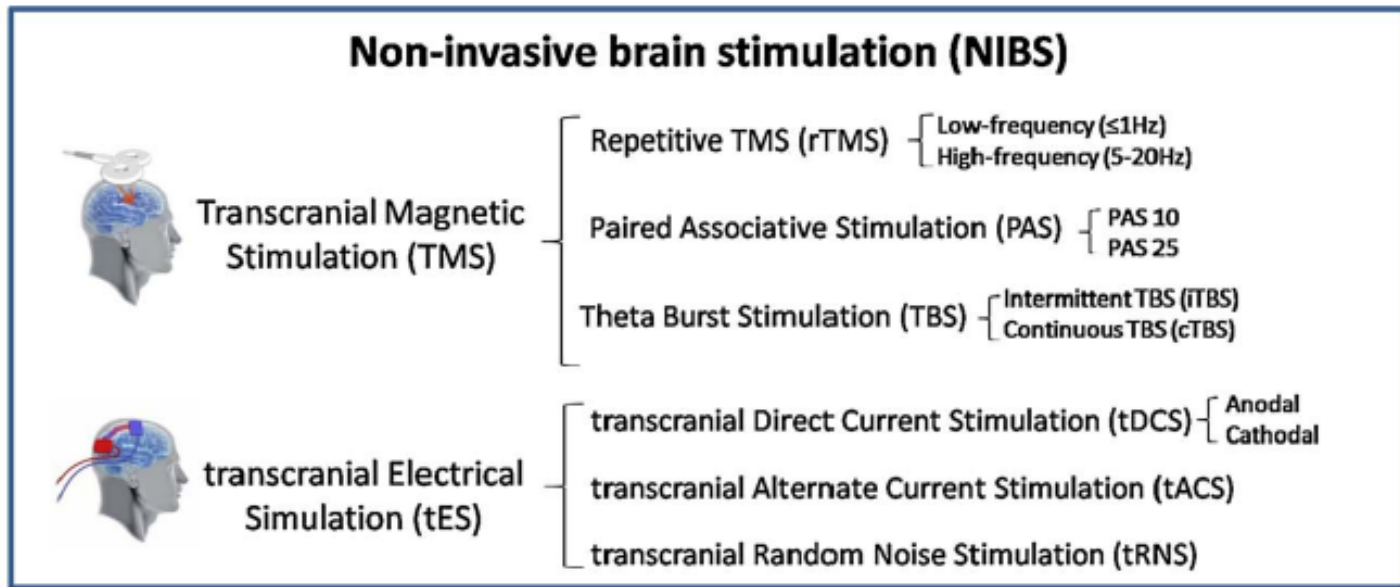 Non-invasive brain stimulation (NIBS)
Transcranial Magnetic
Stimulation (TMS)
Repetitive TMS (rTMS)
Low-frequency (≤1Hz)
High-frequency (5-20Hz)
Paired Associative Stimulation (PAS)
PAS 10
PAS 25
Theta Burst Stimulation (TBS)
Intermittent TBS (iTBS)
Continuous TBS (cTBS)
transcranial Electrical
Simulation (tES)
transcranial Direct Current Stimulation (tDCS)
Anodal
Cathodal
transcranial Alternate Current Stimulation (tACS)
transcranial Random Noise Stimulation (tRNS)